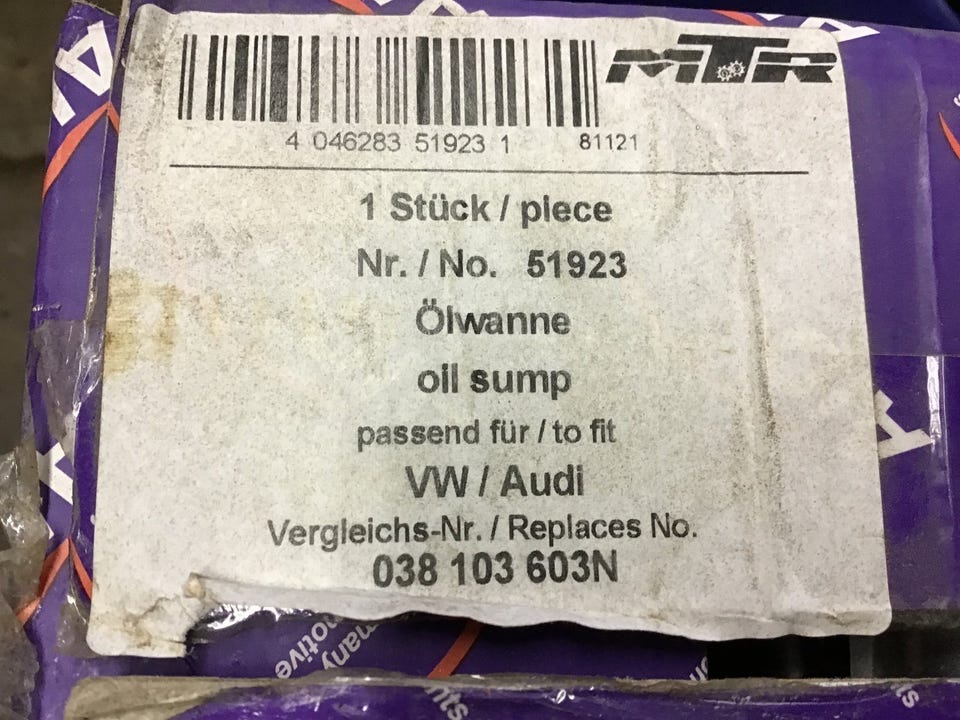 MTR
4 046283 51923 1 81121
1 Stück / piece
Nr. / No. 51923
Ölwanne
oil sump
passend für / to fit
VW / Audi
Vergleichs-Nr. / Replaces No.
038 103 603N